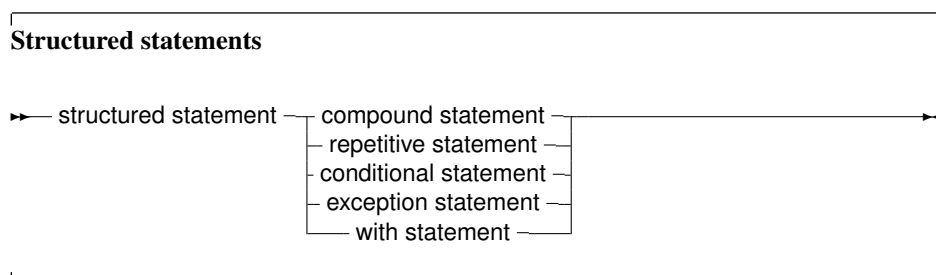 Structured statements
structured statement compound statement
repetitive statement
conditional statement
exception statement
with statement